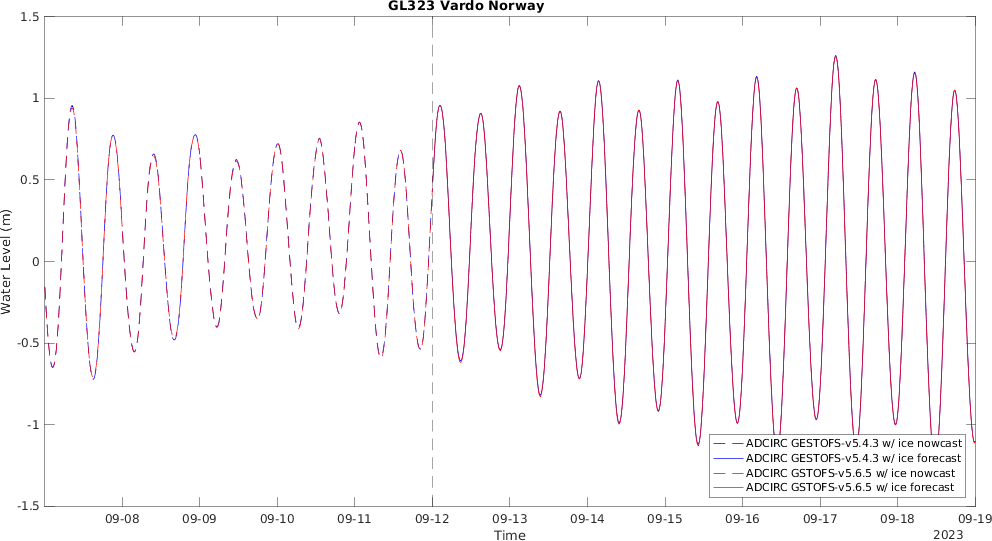 GL323 Vardo Norway
1.5
1
0.5
0
-0.5
-1
-1.5
Water Level (m)
ADCIRC GESTOFS-v5.4.3 w/ ice nowcast
ADCIRC GESTOFS-v5.4.3 w/ ice forecast
ADCIRC GSTOFS-v5.6.5 w/ ice nowcast
ADCIRC GSTOFS-v5.6.5 w/ ice forecast
09-08 09-09 09-10 09-11 09-12 09-13 09-14 09-15 09-16 09-17 09-18 09-19
Time
2023